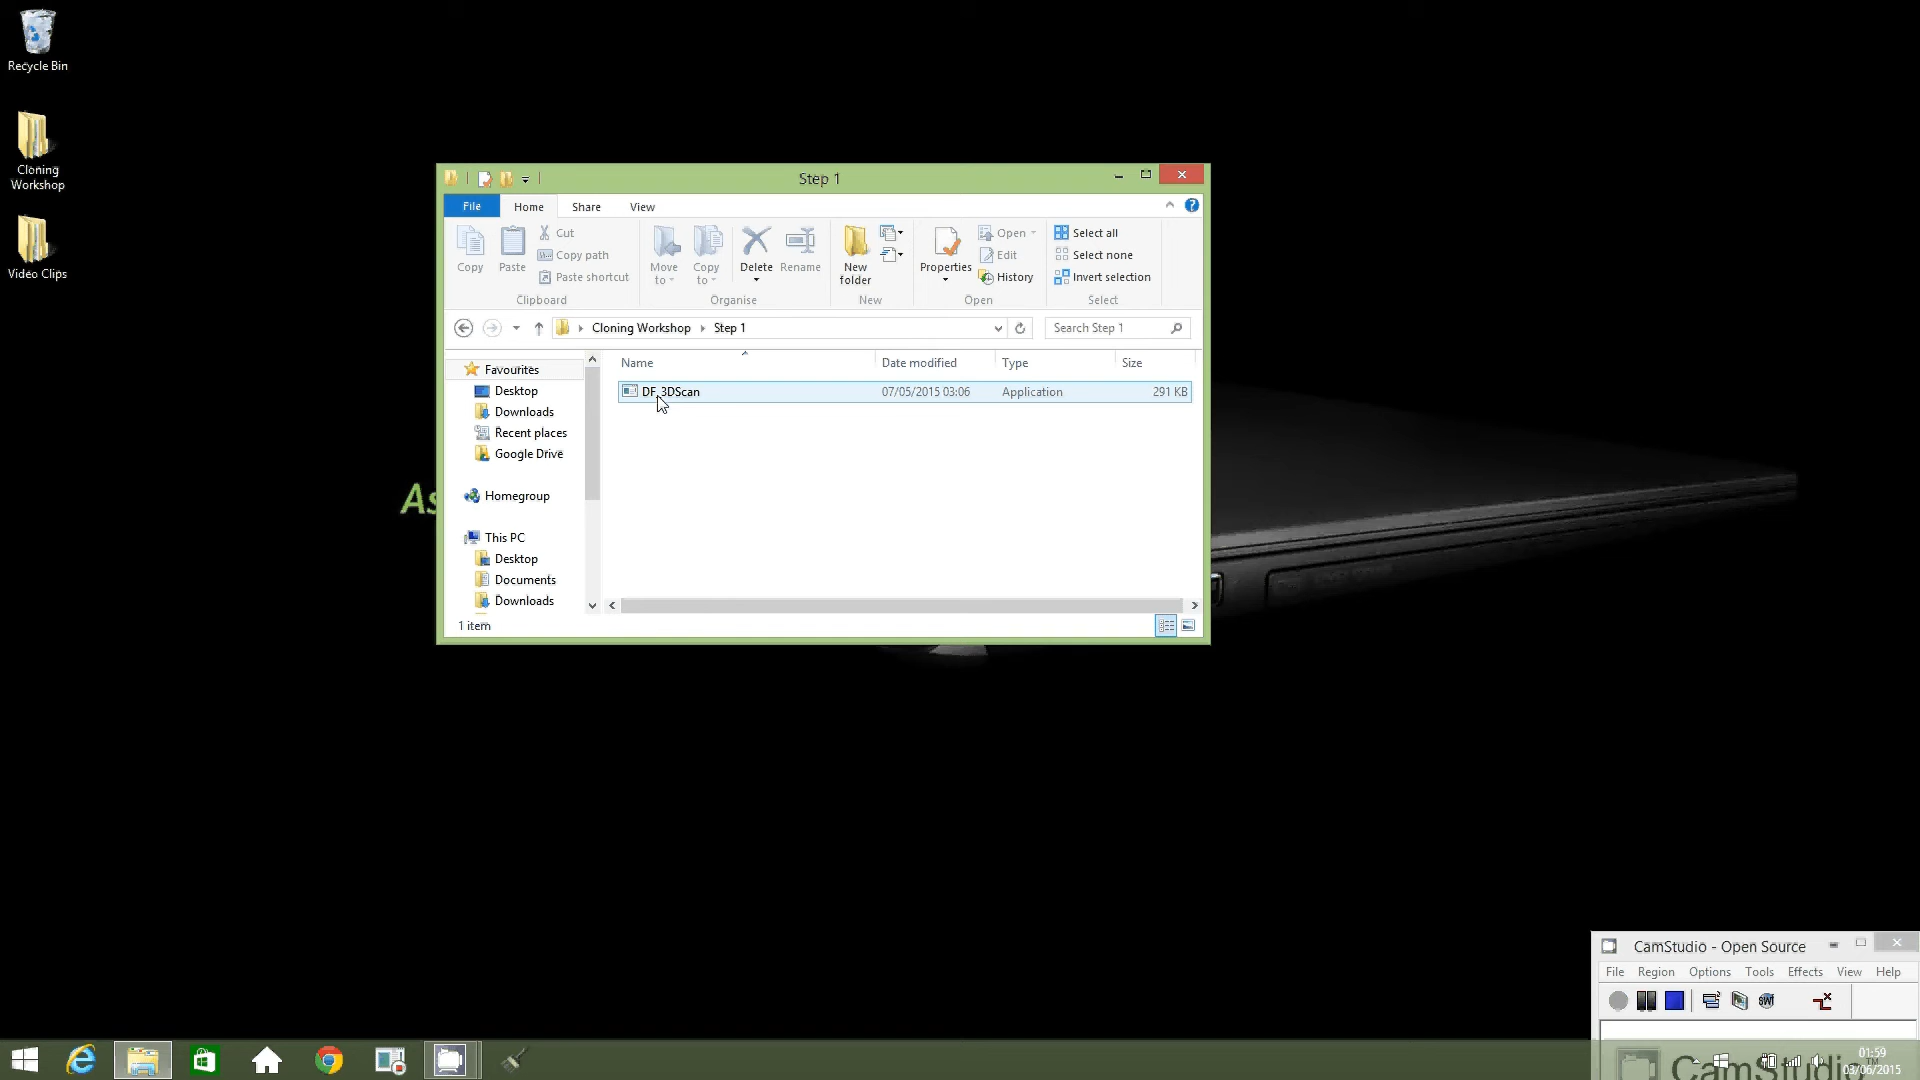 Recycle Bin
Cloning
Workshop
Video Clips
As
Step 1
File
Home
Share
View
Copy
Paste
Cut
Copy path
Paste shortcut
Clipboard
Move
to
Copy
to
Delete
Rename
Organise
New
folder
New
Properties
Open
Edit
History
Open
Select all
Select none
Invert selection
Select
Cloning Workshop
Step 1
Search Step 1
Favourites
Desktop
Downloads
Recent places
Google Drive
Homegroup
This PC
Desktop
Documents
Downloads
Name
Date modified
Type
Size
DF_3DScan
07/05/2015 03:06
Application
291 KB
1 item
CamStudio - Open Source
File
Region
Options
Tools
Effects
View
Help
SWF
CamStudio
01:59
03/06/2015